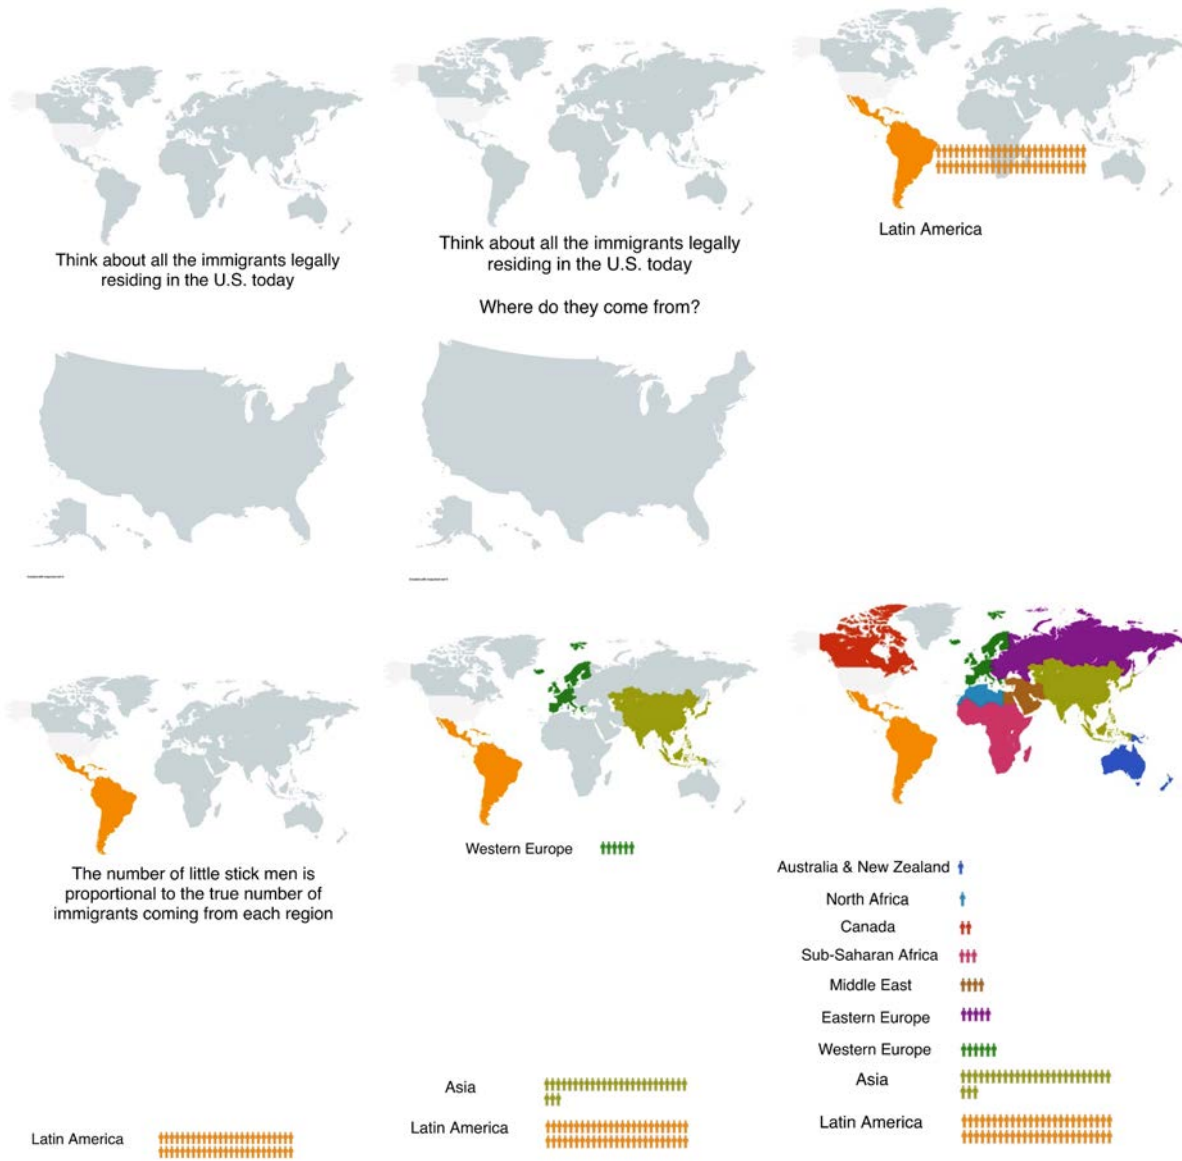 Think about all the immigrants legally
residing in the U.S. today
Think about all the immigrants legally
residing in the U.S. today
Where do they come from?
Latin America
The number of little stick men is
proportional to the true number of
immigrants coming from each region
Latin America
Western Europe
Asia
Latin America
Australia & New Zealand
North Africa
Canada
Sub-Saharan Africa
Middle East
Eastern Europe
Western Europe
Asia
Latin America